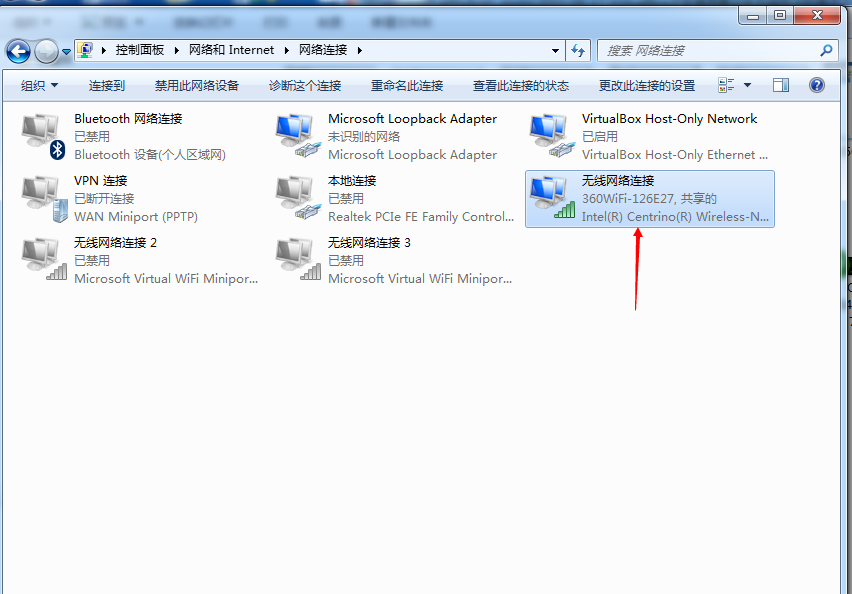 控制面板 网络和 Internet 网络连接
搜索 网络连接
组织 连接到 禁用此网络设备 诊断这个连接 重命名此连接 查看此连接的状态 更改此连接的设置
Bluetooth 网络连接
已禁用
Bluetooth 设备(个人区域网)
Microsoft Loopback Adapter
未识别的网络
Microsoft Loopback Adapter
VirtualBox Host-Only Network
已启用
VirtualBox Host-Only Ethernet ...
VPN 连接
已断开连接
WAN Miniport (PPTP)
本地连接
已禁用
Realtek PCIe FE Family Control...
无线网络连接
360WiFi-126E27, 共享的
Intel(R) Centrino(R) Wireless-N...
无线网络连接 2
已禁用
Microsoft Virtual WiFi Minipor...
无线网络连接 3
已禁用
Microsoft Virtual WiFi Minipor...